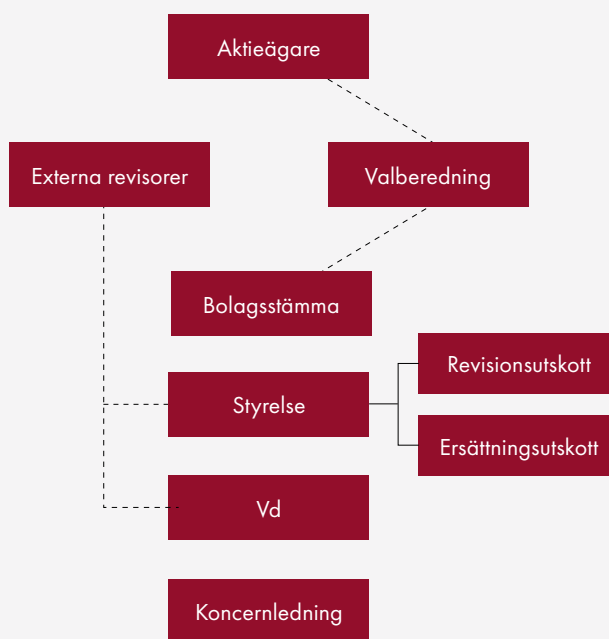 Aktieägare
Externa revisorer
Valberedning
Bolagsstämma
Revisionsutskott
Styrelse
Ersättningsutskott
Vd
Koncernledning